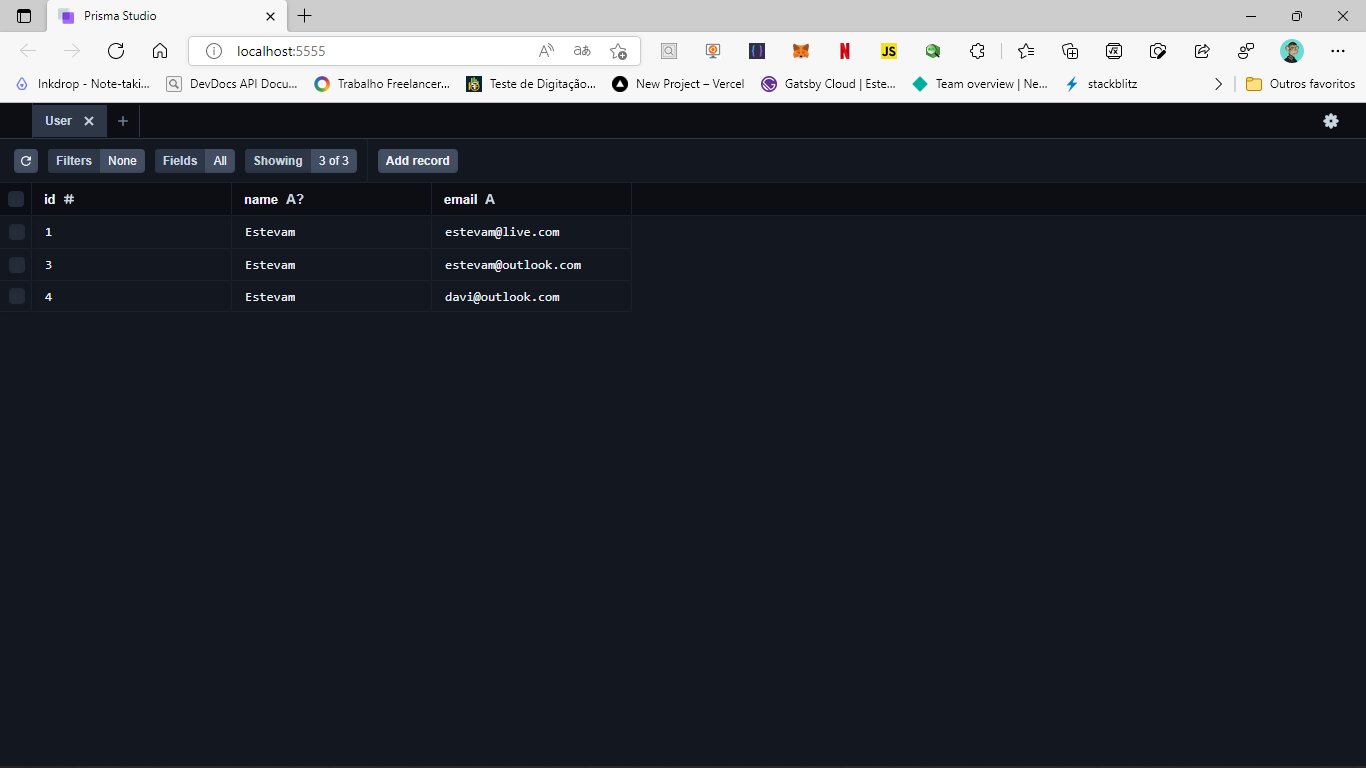 Prisma Studio
localhost:5555
Inkdrop - Note-taki... DevDocs API Docu... Trabalho Freelancer... Teste de Digitação... New Project – Vercel Gatsby Cloud | Este... Team overview | Ne... stackblitz Outros favoritos
User
Filters None Fields All Showing 3 of 3 Add record
id # name A? email A
1 Estevam estevam@live.com
3 Estevam estevam@outlook.com
4 Estevam davi@outlook.com